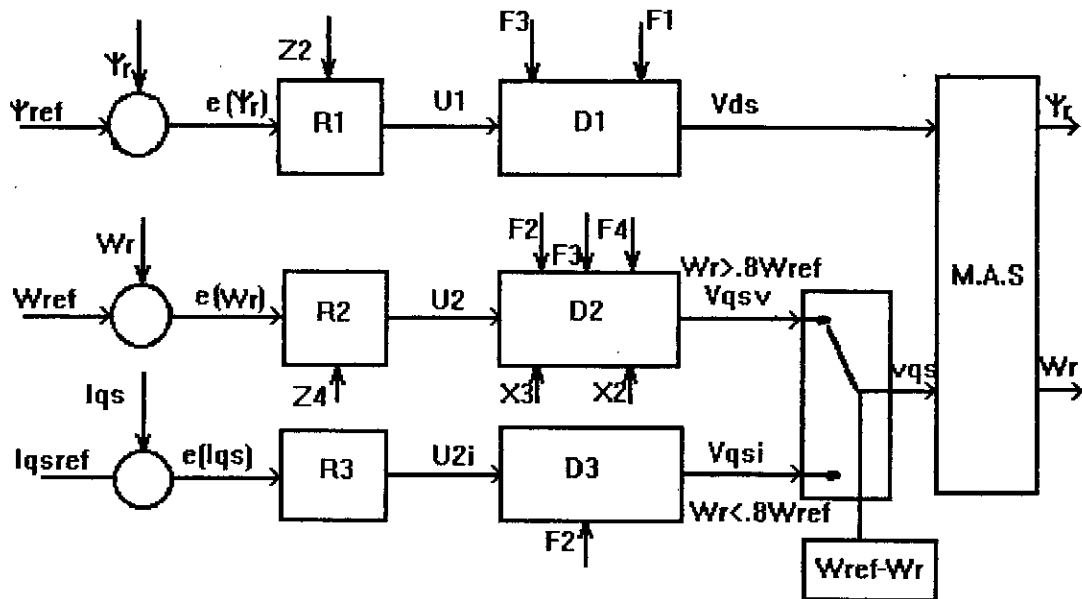 F3 F1
Ψr Z2
Ψref e(Ψr) R1 U1 D1 Vds Ψr
Wr F2 F3 F4
Wr>.8Wref
Wref e(Wr) R2 U2 D2 Vqsv M.A.S
Z4 X3 X2
Iqs vqs Wr
Iqsref e(Iqs) R3 U2i D3 Vqsi
Wr<.8Wref
F2
Wref-Wr